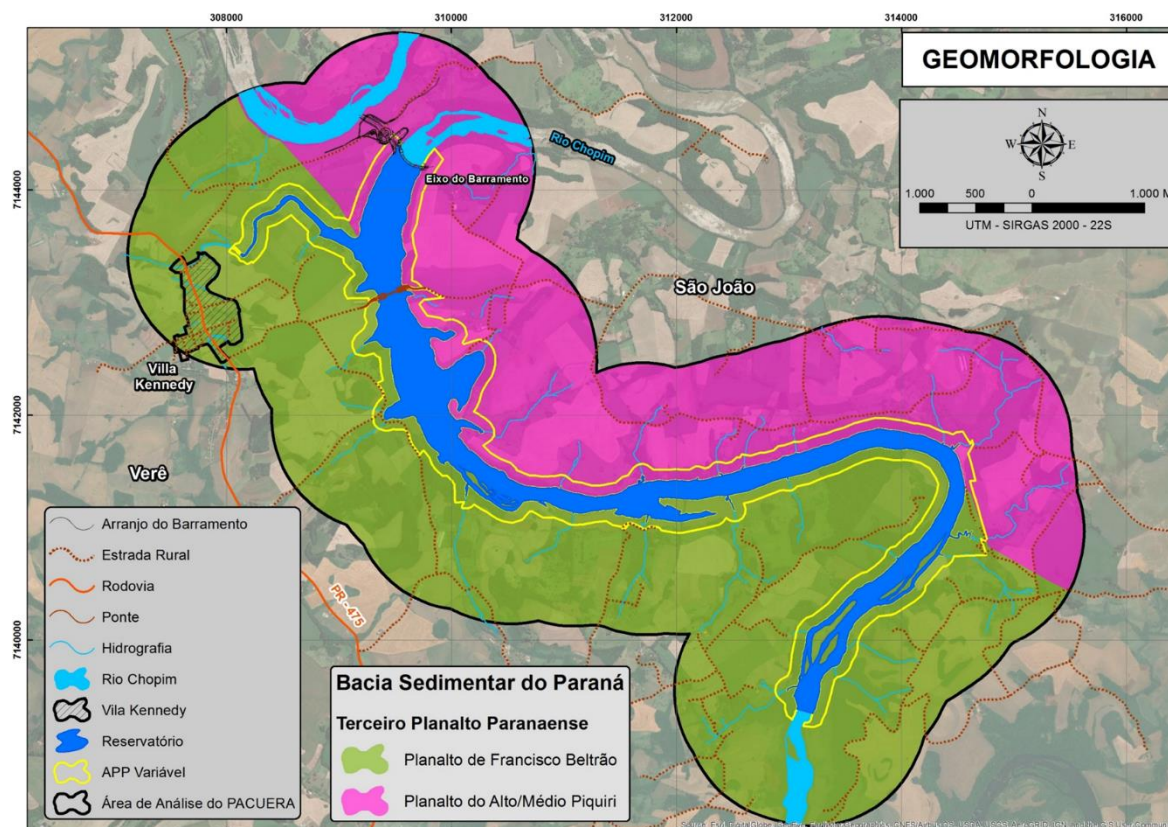 308000
310000
312000
314000
316000
GEOMORFOLOGIA
N
W E
S
1.000 500 0 1.000 M
UTM - SIRGAS 2000 - 22S
7144000
7142000
7140000
Rio Chopim
Eixo do Barramento
São João
Villa
Kennedy
Verê
PR - 475
Arranjo do Barramento
Estrada Rural
Rodovia
Ponte
Hidrografia
Rio Chopim
Vila Kennedy
Reservatório
APP Variável
Área de Análise do PACUERA
Bacia Sedimentar do Paraná
Terceiro Planalto Paranaense
Planalto de Francisco Beltrão
Planalto do Alto/Médio Piquiri